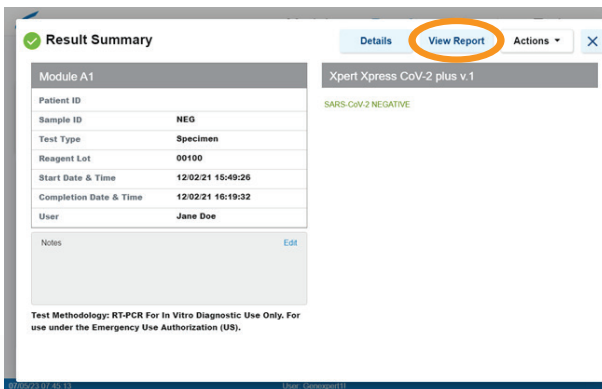 Result Summary
Details
View Report
Actions
Module A1
Patient ID
Sample ID NEG
Test Type Specimen
Reagent Lot 00100
Start Date & Time 12/02/21 15:49:26
Completion Date & Time 12/02/21 16:19:32
User Jane Doe
Notes Edit
Test Methodology: RT-PCR For In Vitro Diagnostic Use Only. For
use under the Emergency Use Authorization (US).
Xpert Xpress CoV-2 plus v.1
SARS-CoV-2 NEGATIVE
07/05/23 07:45:13 User: Genexpert1!